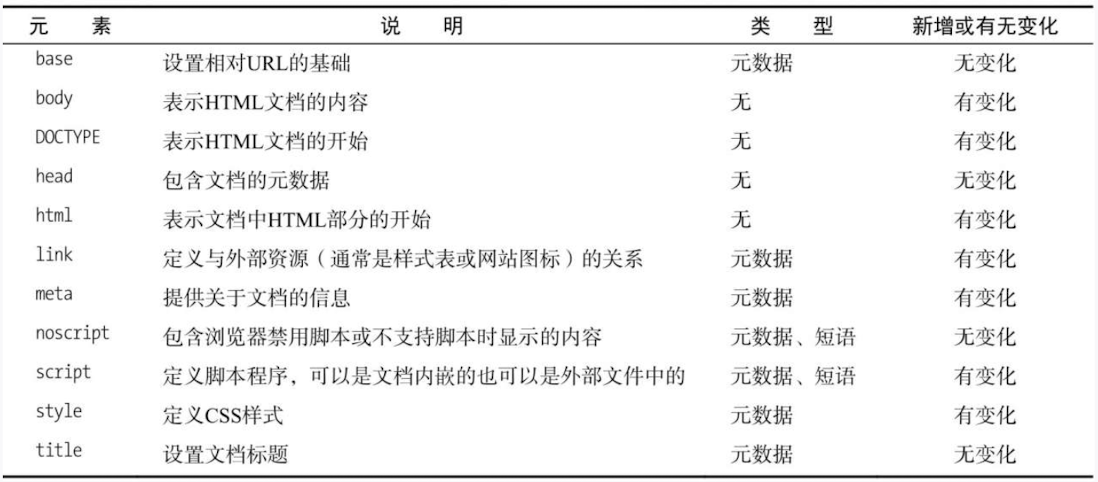 元 素 说 明 类 型 新增或有无变化
base 设置相对URL的基础 元数据 无变化
body 表示HTML文档的内容 无 有变化
DOCTYPE 表示HTML文档的开始 无 有变化
head 包含文档的元数据 无 无变化
html 表示文档中HTML部分的开始 无 有变化
link 定义与外部资源（通常是样式表或网站图标）的关系 元数据 有变化
meta 提供关于文档的信息 元数据 有变化
noscript 包含浏览器禁用脚本或不支持脚本时显示的内容 元数据、短语 无变化
script 定义脚本程序，可以是文档内嵌的也可以是外部文件中的 元数据、短语 有变化
style 定义CSS样式 元数据 有变化
title 设置文档标题 元数据 无变化